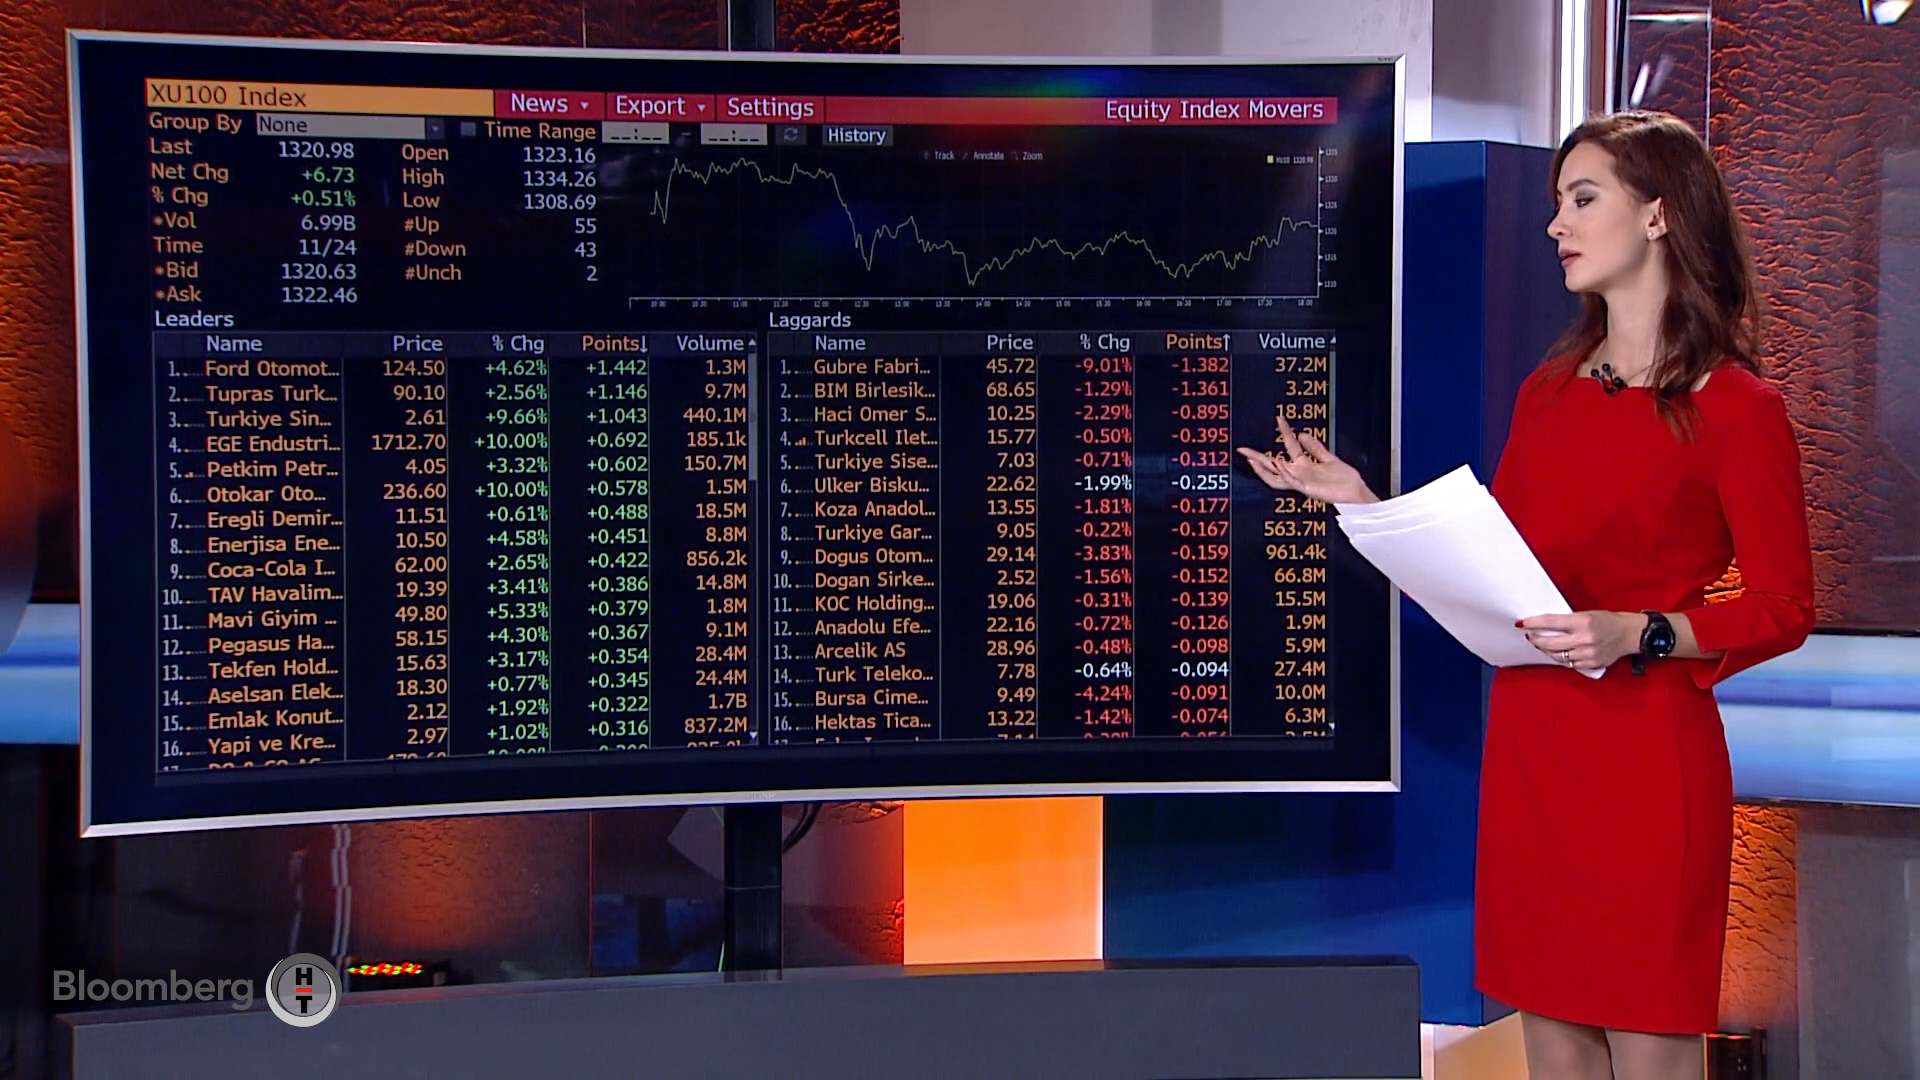 XU100 Index News Export Settings Equity Index Movers
Group By None Time Range --:-- - --:-- History
Last 1320.98 Open 1323.16
Net Chg +6.73 High 1334.26
% Chg +0.51% Low 1308.69
*Vol 6.99B #Up 55
Time 11/24 #Down 43
*Bid 1320.63 #Unch 2
*Ask 1322.46
Track Annotate Zoom
Leaders
Name Price % Chg Points↓ Volume
1. Ford Otomot... 124.50 +4.62% +1.442 1.3M
2. Tupras Turk... 90.10 +2.56% +1.146 9.7M
3. Turkiye Sin... 2.61 +9.66% +1.043 440.1M
4. EGE Endustri... 1712.70 +10.00% +0.692 185.1k
5. Petkim Petr... 4.05 +3.32% +0.602 150.7M
6. Otokar Oto... 236.60 +10.00% +0.578 1.5M
7. Eregli Demir... 11.51 +0.61% +0.488 18.5M
8. Enerjisa Ene... 10.50 +4.58% +0.451 8.8M
9. Coca-Cola I... 62.00 +2.65% +0.422 856.2k
10. TAV Havalim... 19.39 +3.41% +0.386 14.8M
11. Mavi Giyim ... 49.80 +5.33% +0.379 1.8M
12. Pegasus Ha... 58.15 +4.30% +0.367 9.1M
13. Tekfen Hold... 15.63 +3.17% +0.354 28.4M
14. Aselsan Elek... 18.30 +0.77% +0.345 24.4M
15. Emlak Konut... 2.12 +1.92% +0.322 1.7B
16. Yapi ve Kre... 2.97 +1.02% +0.316 837.2M
Laggards
Name Price % Chg Points↑ Volume
1. Gubre Fabri... 45.72 -9.01% -1.382 37.2M
2. BIM Birlesik... 68.65 -1.29% -1.361 3.2M
3. Haci Omer S... 10.25 -2.29% -0.895 18.8M
4. Turkcell Ilet... 15.77 -0.50% -0.395
5. Turkiye Sise... 7.03 -0.71% -0.312
6. Ulker Bisku... 22.62 -1.99% -0.255
7. Koza Anadol... 13.55 -1.81% -0.177 23.4M
8. Turkiye Gar... 9.05 -0.22% -0.167 563.7M
9. Dogus Otom... 29.14 -3.83% -0.159 961.4k
10. Dogan Sirke... 2.52 -1.56% -0.152 66.8M
11. KOC Holding... 19.06 -0.31% -0.139 15.5M
12. Anadolu Efe... 22.16 -0.72% -0.126 1.9M
13. Arcelik AS 28.96 -0.48% -0.098 5.9M
14. Turk Teleko... 7.78 -0.64% -0.094 27.4M
15. Bursa Cime... 9.49 -4.24% -0.091 10.0M
16. Hektas Tica... 13.22 -1.42% -0.074 6.3M
Bloomberg HT